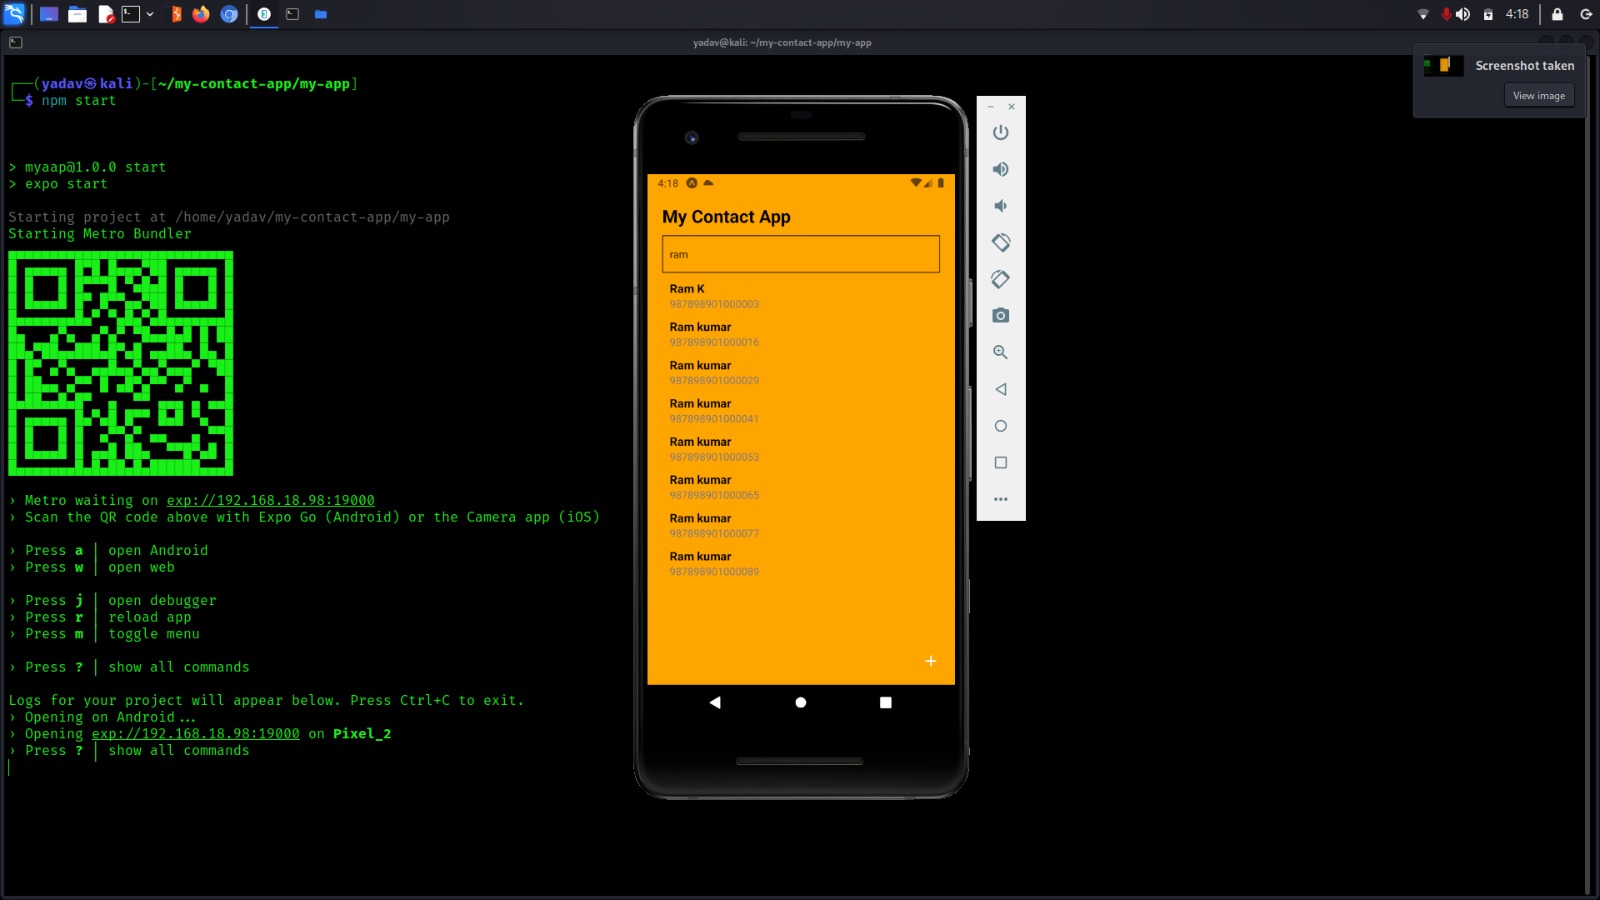 4:18
yadav@kali: ~/my-contact-app/my-app
Screenshot taken
View image
┌──(yadav㉿kali)-[~/my-contact-app/my-app]
└─$ npm start
> myaap@1.0.0 start
> expo start
Starting project at /home/yadav/my-contact-app/my-app
Starting Metro Bundler
› Metro waiting on exp://192.168.18.98:19000
› Scan the QR code above with Expo Go (Android) or the Camera app (iOS)
› Press a │ open Android
› Press w │ open web
› Press j │ open debugger
› Press r │ reload app
› Press m │ toggle menu
› Press ? │ show all commands
Logs for your project will appear below. Press Ctrl+C to exit.
› Opening on Android...
› Opening exp://192.168.18.98:19000 on Pixel_2
› Press ? │ show all commands
4:18
My Contact App
ram
Ram K
987898901000003
Ram kumar
987898901000016
Ram kumar
987898901000029
Ram kumar
987898901000041
Ram kumar
987898901000053
Ram kumar
987898901000065
Ram kumar
987898901000077
Ram kumar
987898901000089